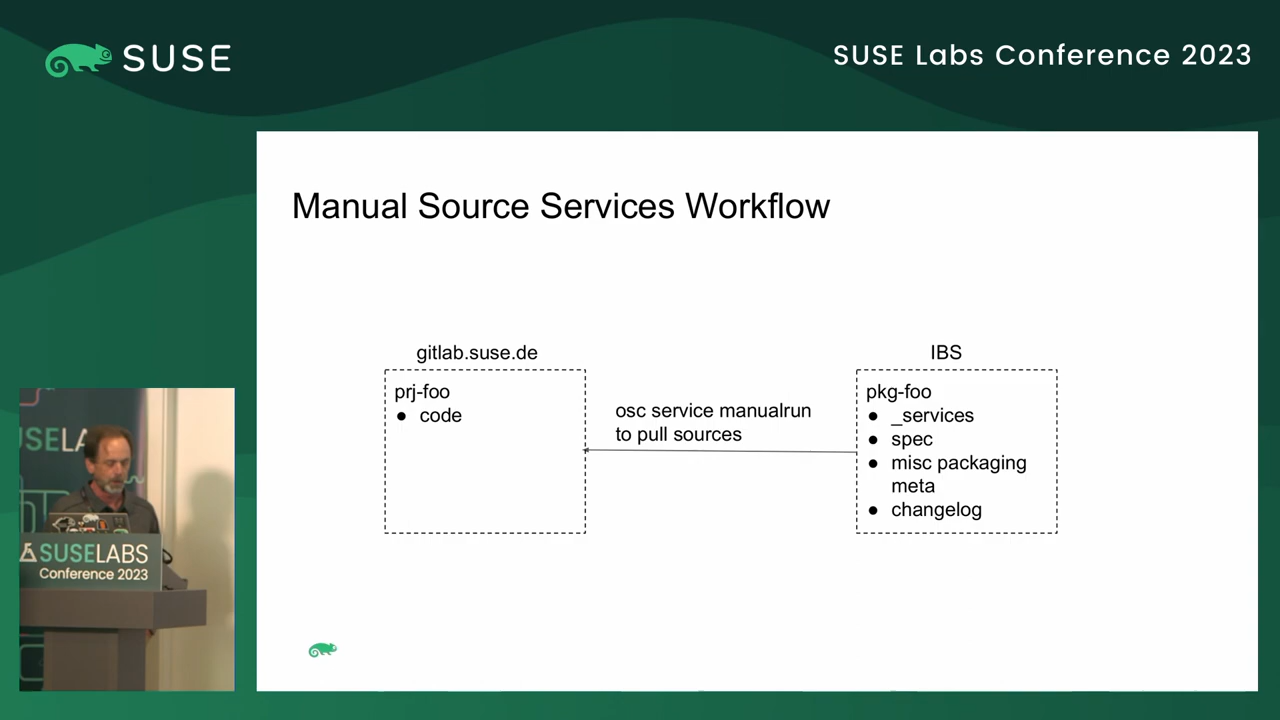 SUSE
SUSE Labs Conference 2023
Manual Source Services Workflow
gitlab.suse.de
prj-foo
● code
osc service manualrun
to pull sources
IBS
pkg-foo
● _services
● spec
● misc packaging
meta
● changelog
USELA
SUSELABS
Conference 2023